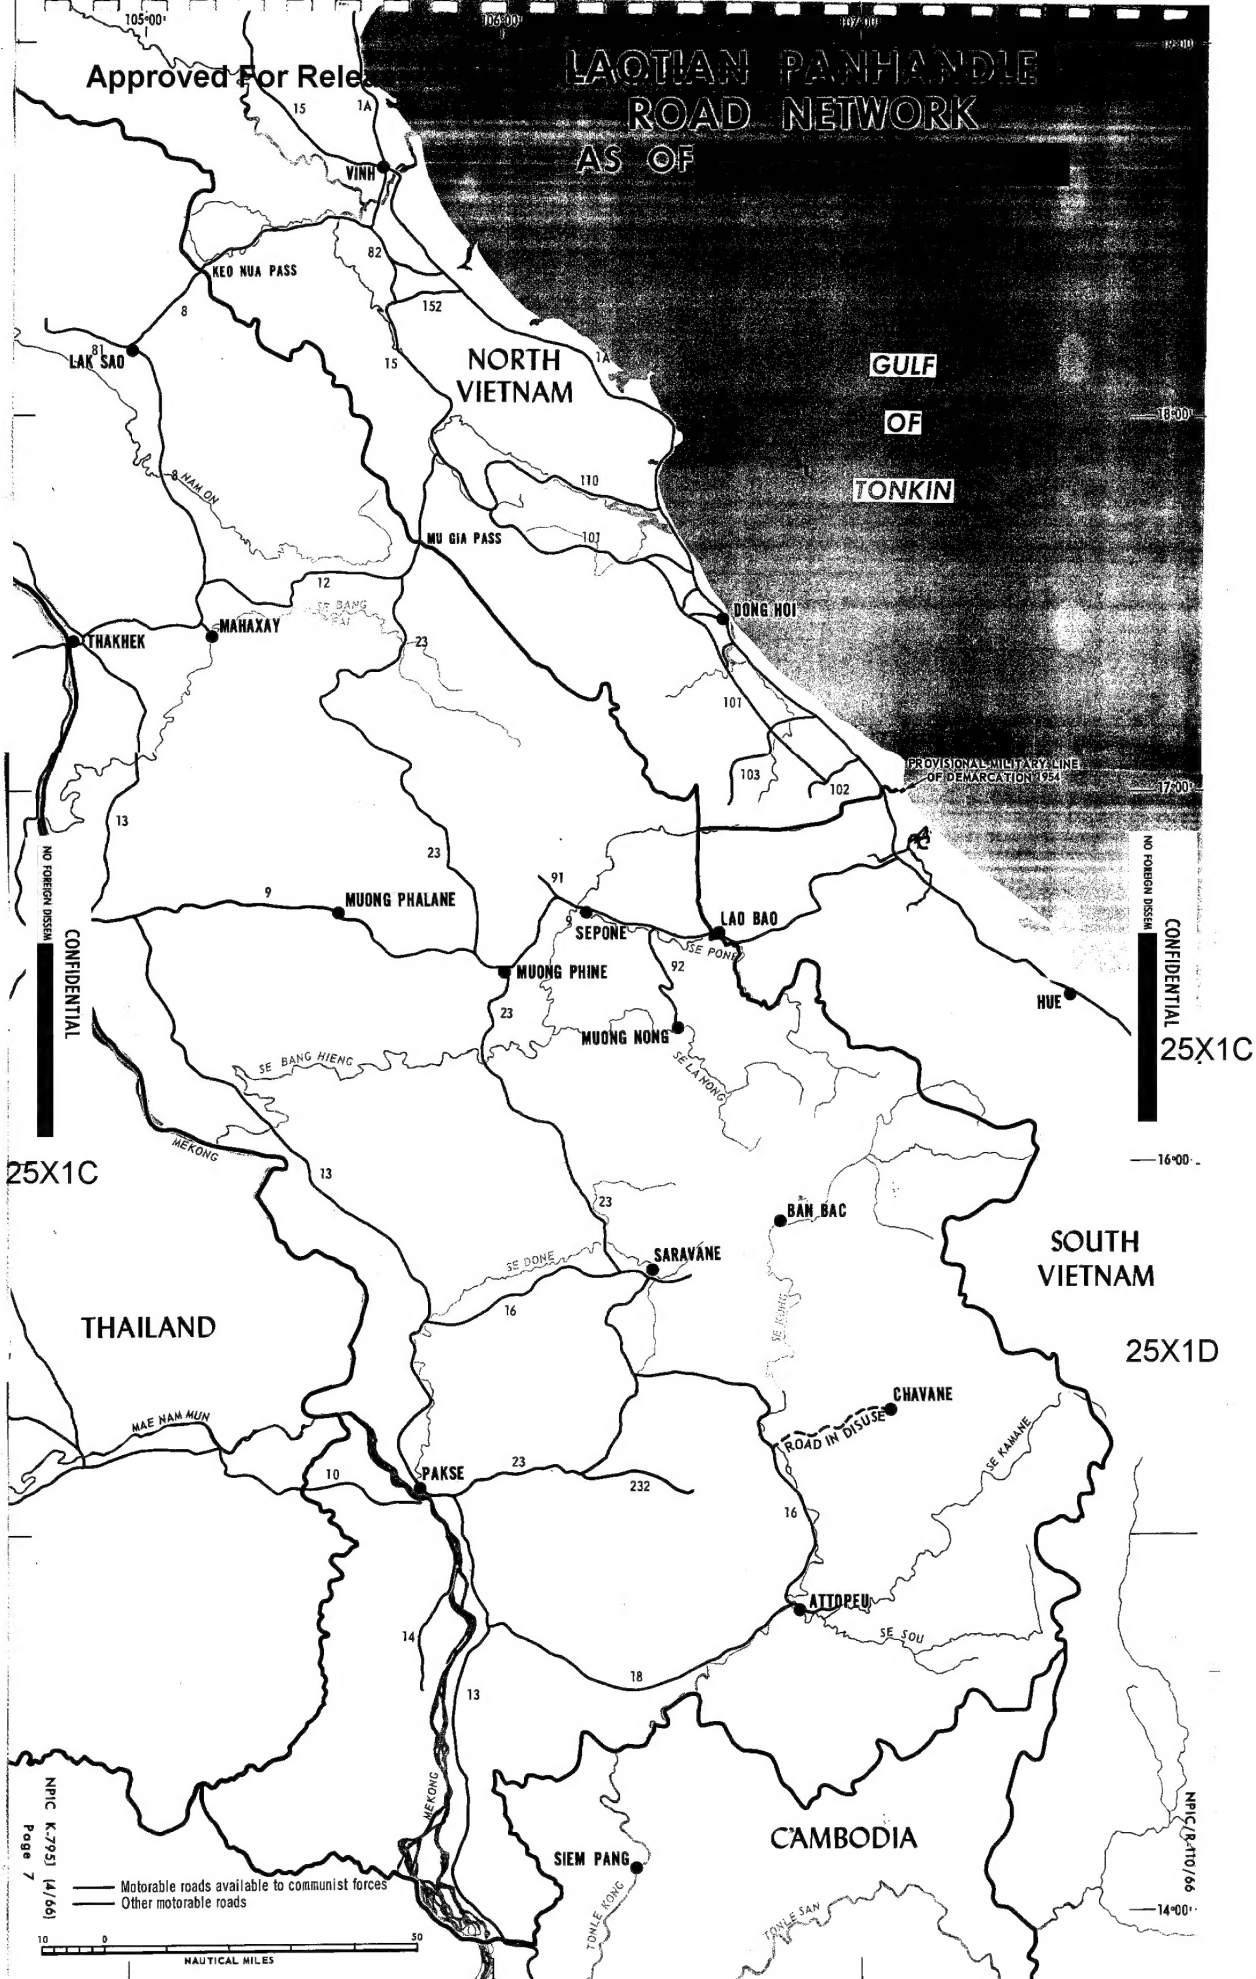 105°00'
106°00'
107°00'
19°00'
Approved For Relea
LAOTIAN PANHANDLE
ROAD NETWORK
AS OF
15
1A
VINH
82
KEO NUA PASS
8
152
81
LAK SAO
15
NORTH
VIETNAM
1A
GULF
OF
TONKIN
18°00'
8
NAM ON
110
MU GIA PASS
101
12
SE BANG
FAI
DONG HOI
MAHAXAY
THAKHEK
23
101
PROVISIONAL MILITARY LINE
OF DEMARCATION 1954
103
102
17°00'
13
23
NO FOREIGN DISSEM
NO FOREIGN DISSEM
91
9
MUONG PHALANE
9
SEPONE
LAO BAO
SE PONE
CONFIDENTIAL
CONFIDENTIAL
92
MUONG PHINE
HUE
23
MUONG NONG
25X1C
SE BANG HIENG
SE LA NONG
MEKONG
25X1C
16°00'
13
23
BAN BAC
SOUTH
VIETNAM
SE DONE
SARAVANE
16
SE KONG
THAILAND
25X1D
CHAVANE
MAE NAM MUN
ROAD IN DISUSE
SE KAMANE
10
PAKSE
23
232
16
ATTOPEU
SE SOU
14
18
13
MEKONG
NPIC K-7951 (4/66)
Page 7
NPIC/R-110/66
CAMBODIA
SIEM PANG
Motorable roads available to communist forces
Other motorable roads
TONLE KONG
TONLE SAN
14°00'
10
0
50
NAUTICAL MILES